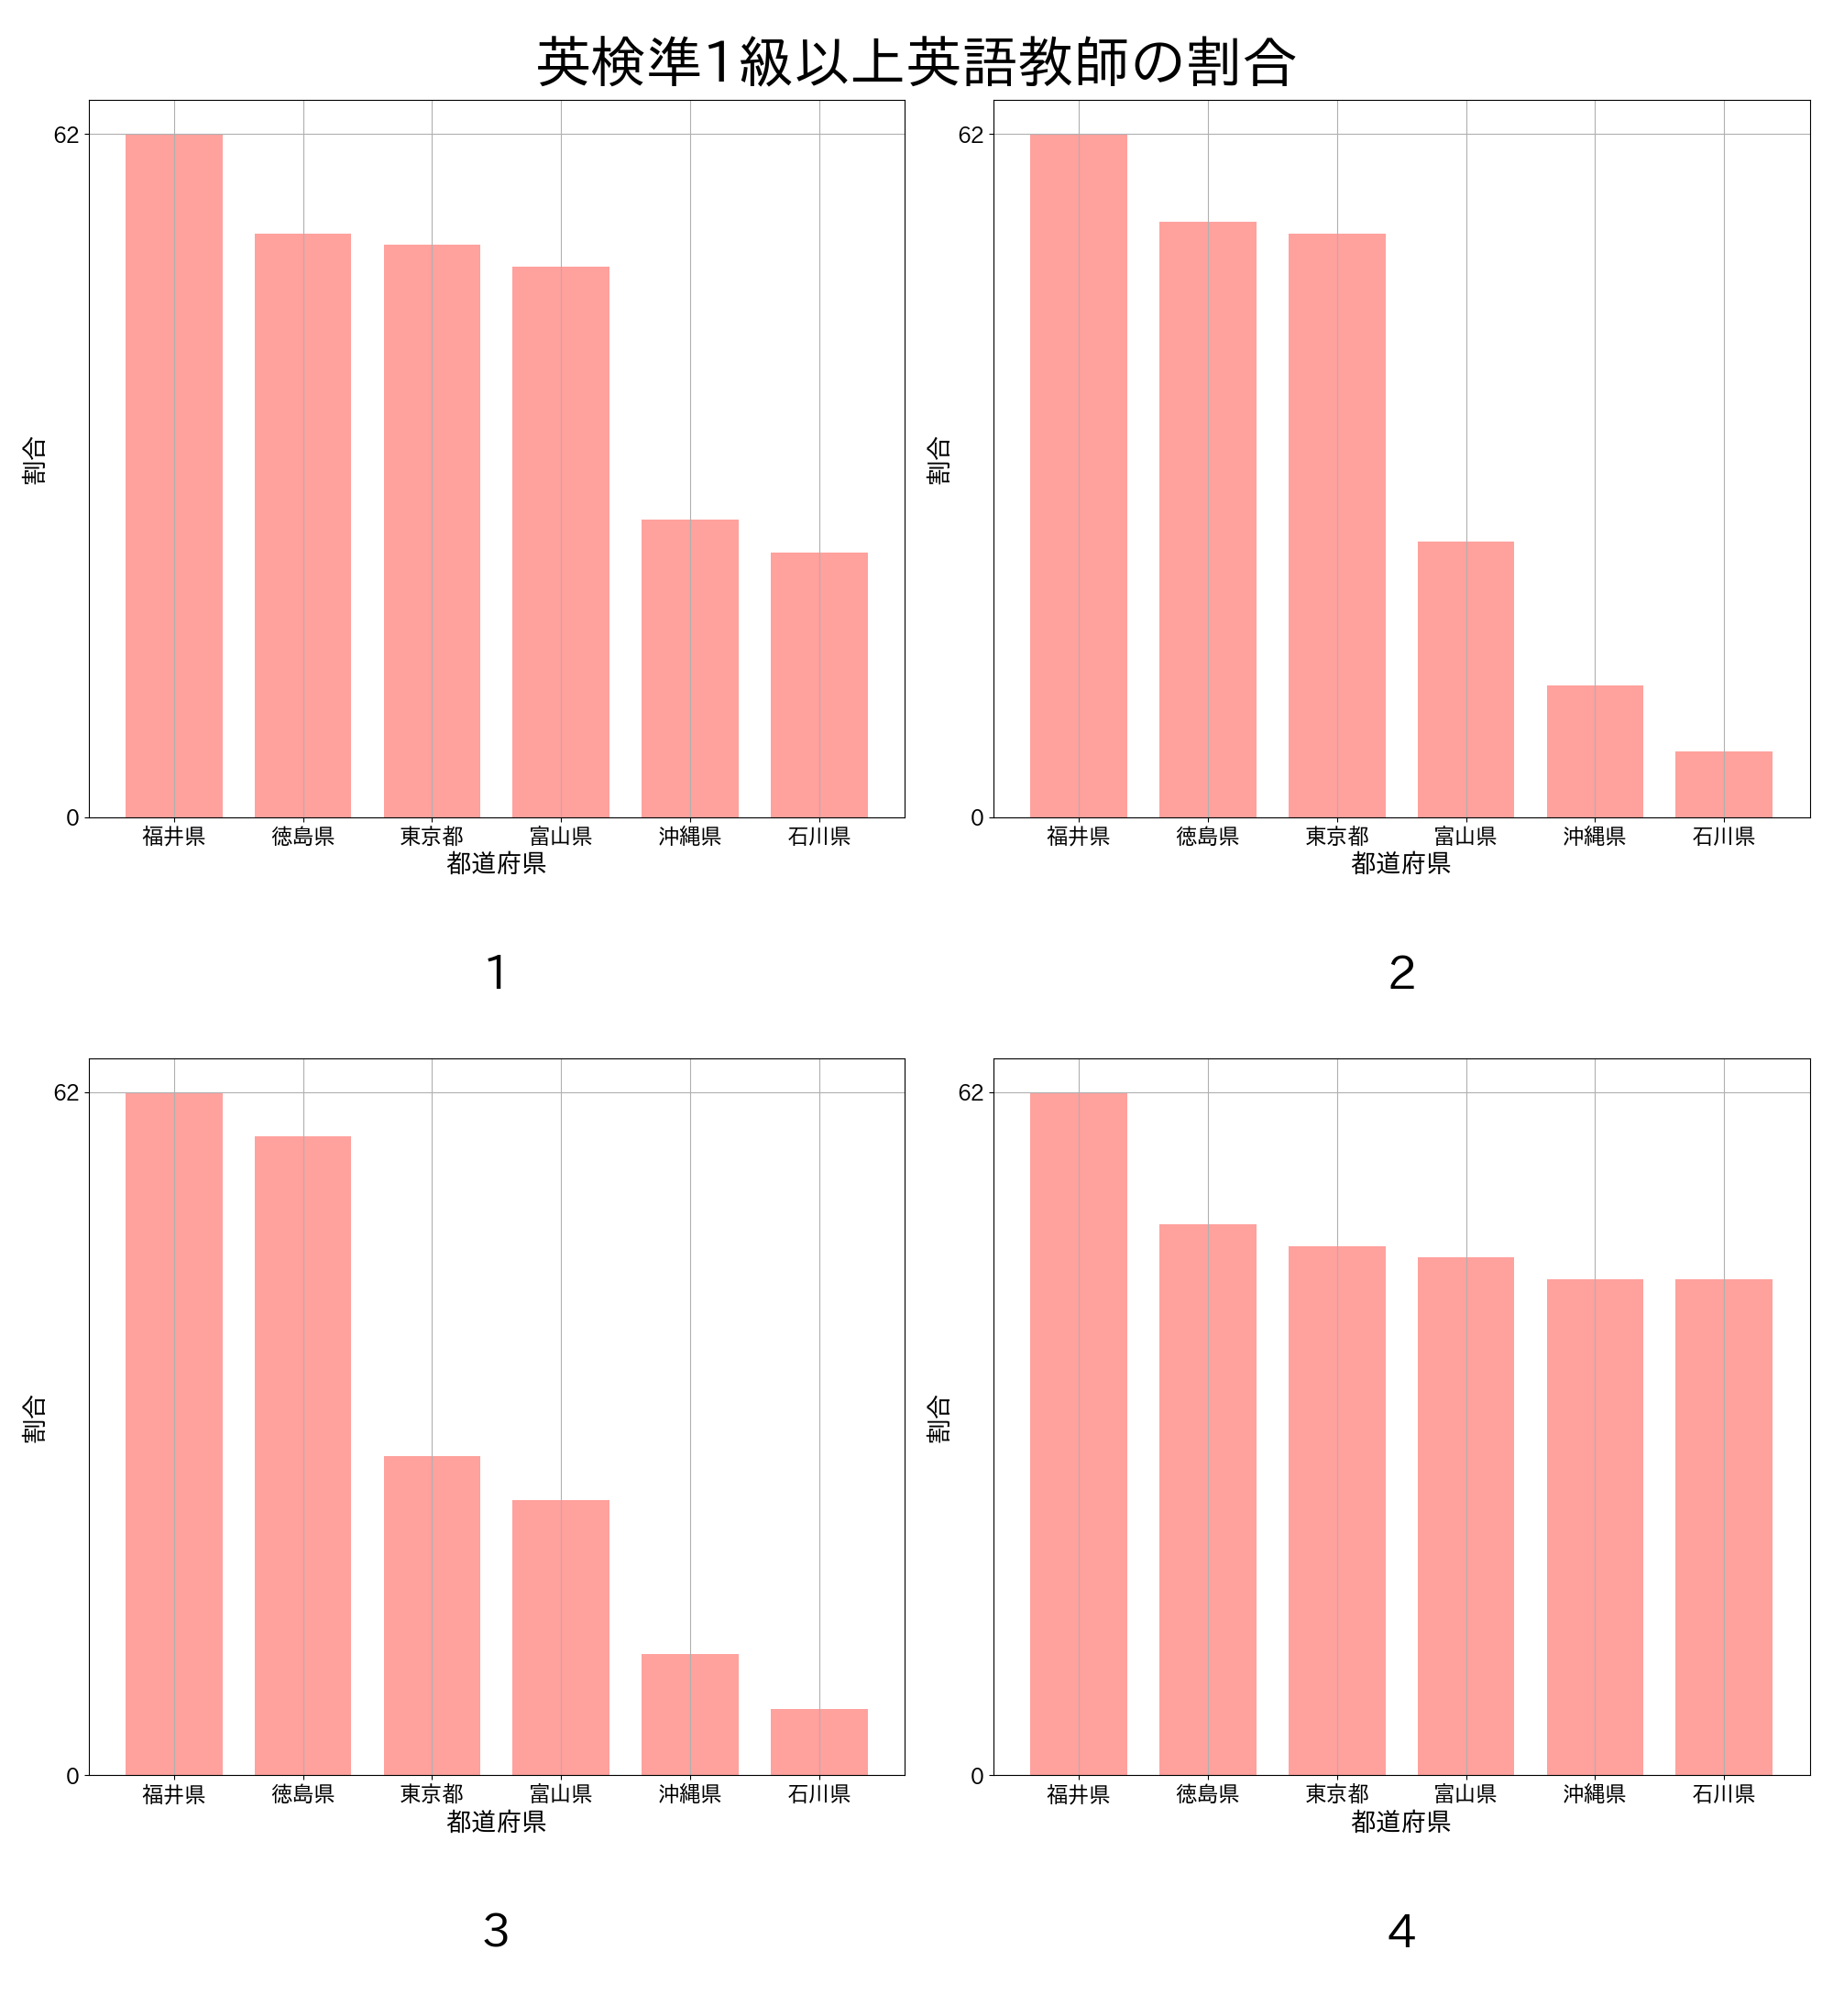 英検準1級以上英語教師の割合
62
割合
0
福井県 徳島県 東京都 富山県 沖縄県 石川県
都道府県
1
62
割合
0
福井県 徳島県 東京都 富山県 沖縄県 石川県
都道府県
2
62
割合
0
福井県 徳島県 東京都 富山県 沖縄県 石川県
都道府県
3
62
割合
0
福井県 徳島県 東京都 富山県 沖縄県 石川県
都道府県
4